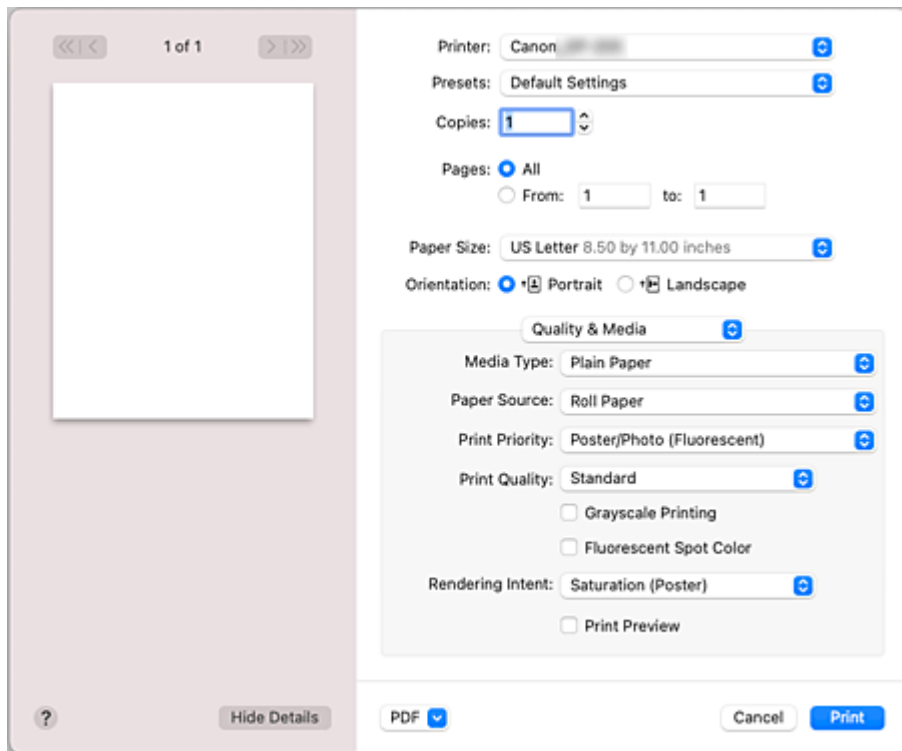 1 of 1
Printer: Canon
Presets: Default Settings
Copies: 1
Pages: All
From: 1 to: 1
Paper Size: US Letter 8.50 by 11.00 inches
Orientation: Portrait Landscape
Quality & Media
Media Type: Plain Paper
Paper Source: Roll Paper
Print Priority: Poster/Photo (Fluorescent)
Print Quality: Standard
Grayscale Printing
Fluorescent Spot Color
Rendering Intent: Saturation (Poster)
Print Preview
? Hide Details PDF Cancel Print